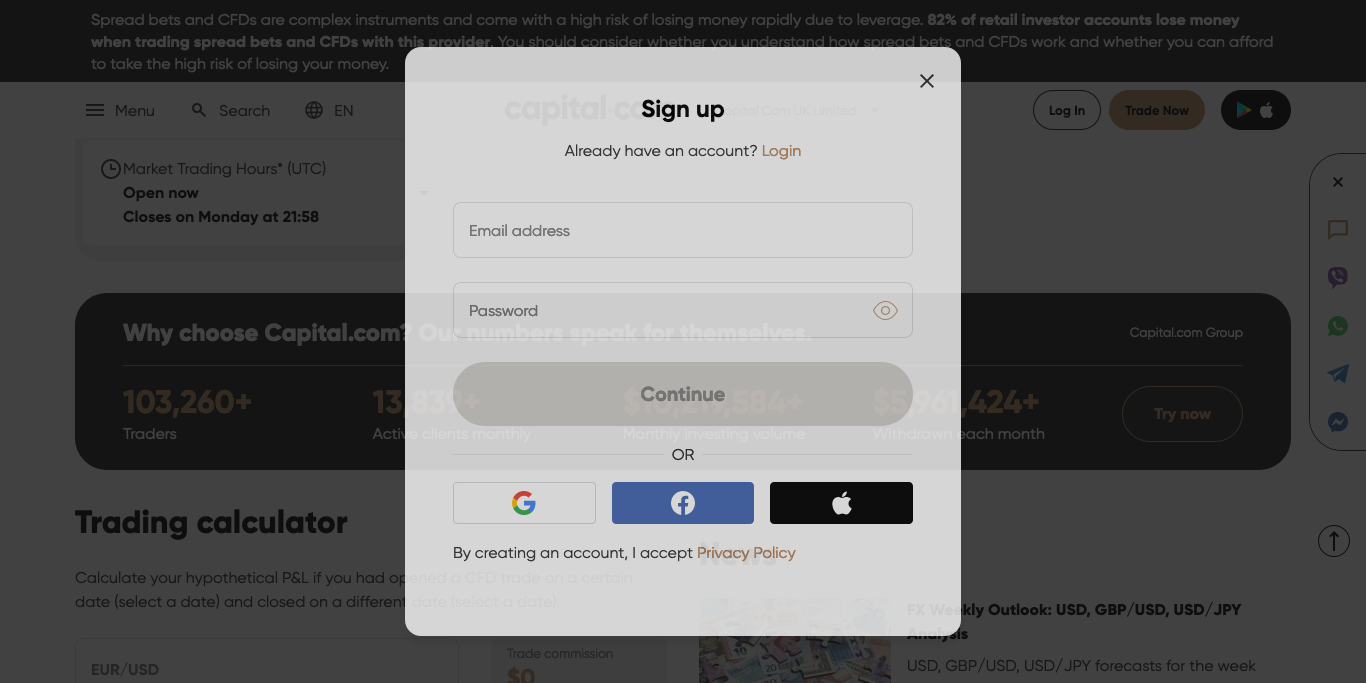 Spread bets and CFDs are complex instruments and come with a high risk of losing money rapidly due to leverage. 82% of retail investor accounts lose money
when trading spread bets and CFDs with this provider. You should consider whether you understand how spread bets and CFDs work and whether you can afford
to take the high risk of losing your money.
Menu
Search
EN
Capital Com UK Limited
Log In
Trade Now
Sign up
Already have an account? Login
Market Trading Hours* (UTC)
Open now
Closes on Monday at 21:58
Email address
Password
Why choose Capital.com? Our numbers speak for themselves.
Capital.com Group
Continue
103,260+
13,839+
$5,961,424+
Try now
Traders
Active clients monthly
Monthly investing volume
Withdrawn each month
OR
Trading calculator
By creating an account, I accept Privacy Policy
News
Calculate your hypothetical P&L if you had opened a CFD trade on a certain
date (select a date) and closed on a different date (select a date).
FX Weekly Outlook: USD, GBP/USD, USD/JPY
Analysis
USD, GBP/USD, USD/JPY forecasts for the week
EUR/USD
Trade commission
$0